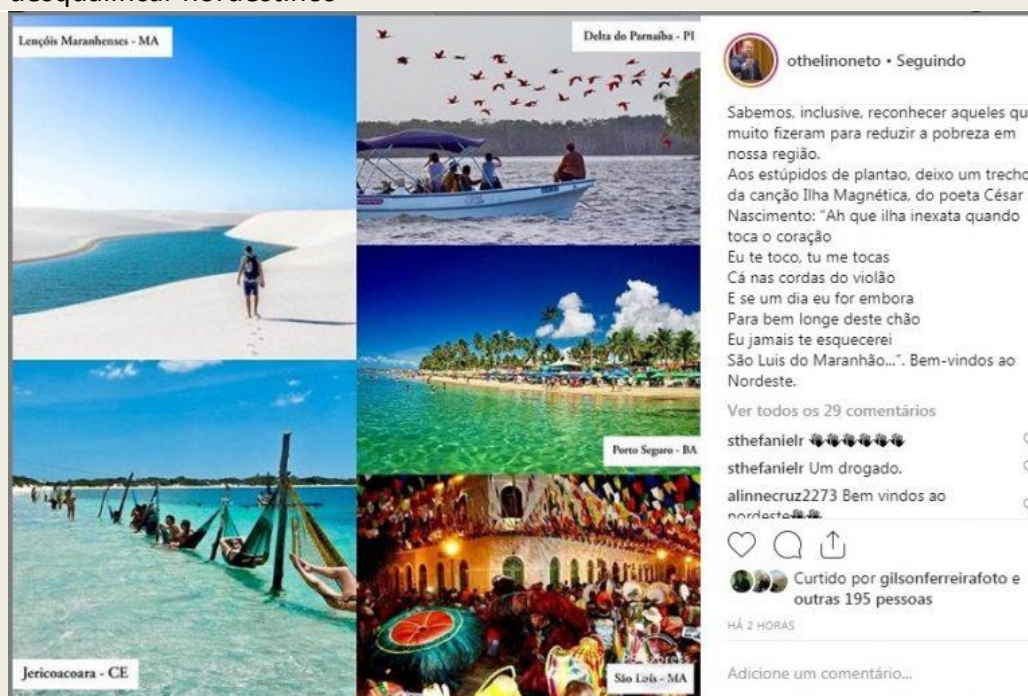 desqualificar nordestinos
Lençóis Maranhenses - MA
Delta do Parnaíba - PI
Porto Seguro - BA
Jericoacoara - CE
São Luís - MA
othelinoneto • Seguindo
Sabemos, inclusive, reconhecer aqueles qu
muito fizeram para reduzir a pobreza em
nossa região.
Aos estúpidos de plantao, deixo um trecho
da canção Ilha Magnética, do poeta César
Nascimento: "Ah que ilha inexata quando
toca o coração
Eu te toco, tu me tocas
Cá nas cordas do violão
E se um dia eu for embora
Para bem longe deste chão
Eu jamais te esquecerei
São Luis do Maranhão...". Bem-vindos ao
Nordeste.
Ver todos os 29 comentários
sthefanielr
sthefanielr Um drogado.
alinnecruz2273 Bem vindos ao
nordeste
Curtido por gilsonferreirafoto e
outras 195 pessoas
HÁ 2 HORAS
Adicione um comentário...